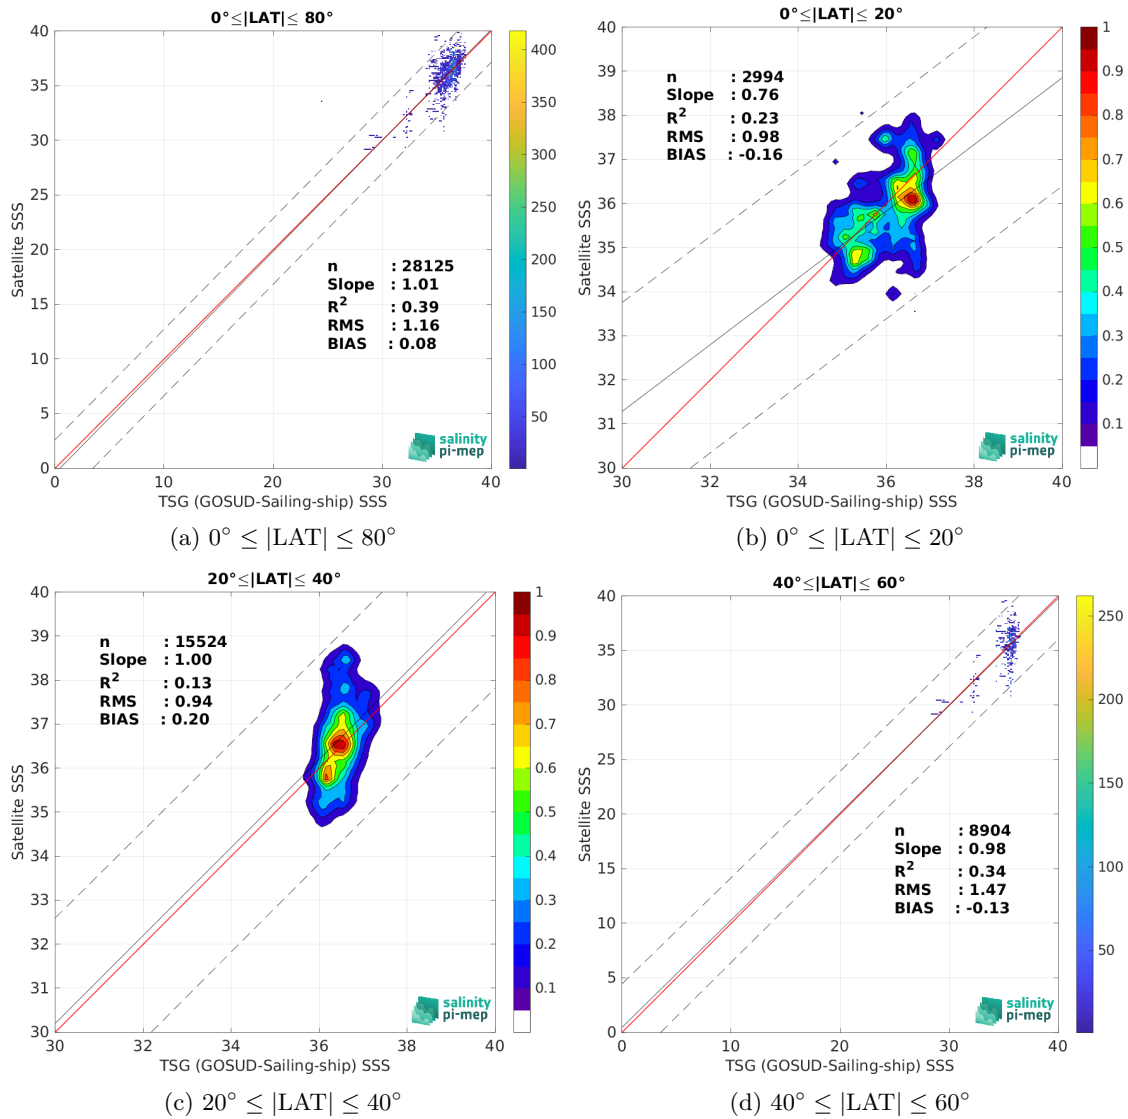 0°≤|LAT|≤ 80°
40
35
30
25
20
15
10
5
0
0
10
20
30
40
Satellite SSS
TSG (GOSUD-Sailing-ship) SSS
n : 28125
Slope : 1.01
R² : 0.39
RMS : 1.16
BIAS : 0.08
salinity
pi-mep
400
350
300
250
200
150
100
50
(a) 0° ≤ |LAT| ≤ 80°
0°≤|LAT|≤ 20°
40
39
38
37
36
35
34
33
32
31
30
30
32
34
36
38
40
Satellite SSS
TSG (GOSUD-Sailing-ship) SSS
n : 2994
Slope : 0.76
R² : 0.23
RMS : 0.98
BIAS : -0.16
salinity
pi-mep
1
0.9
0.8
0.7
0.6
0.5
0.4
0.3
0.2
0.1
(b) 0° ≤ |LAT| ≤ 20°
20°≤|LAT|≤ 40°
40
39
38
37
36
35
34
33
32
31
30
30
32
34
36
38
40
Satellite SSS
TSG (GOSUD-Sailing-ship) SSS
n : 15524
Slope : 1.00
R² : 0.13
RMS : 0.94
BIAS : 0.20
salinity
pi-mep
1
0.9
0.8
0.7
0.6
0.5
0.4
0.3
0.2
0.1
(c) 20° ≤ |LAT| ≤ 40°
40°≤|LAT|≤ 60°
40
35
30
25
20
15
10
5
0
0
10
20
30
40
Satellite SSS
TSG (GOSUD-Sailing-ship) SSS
n : 8904
Slope : 0.98
R² : 0.34
RMS : 1.47
BIAS : -0.13
salinity
pi-mep
250
200
150
100
50
(d) 40° ≤ |LAT| ≤ 60°